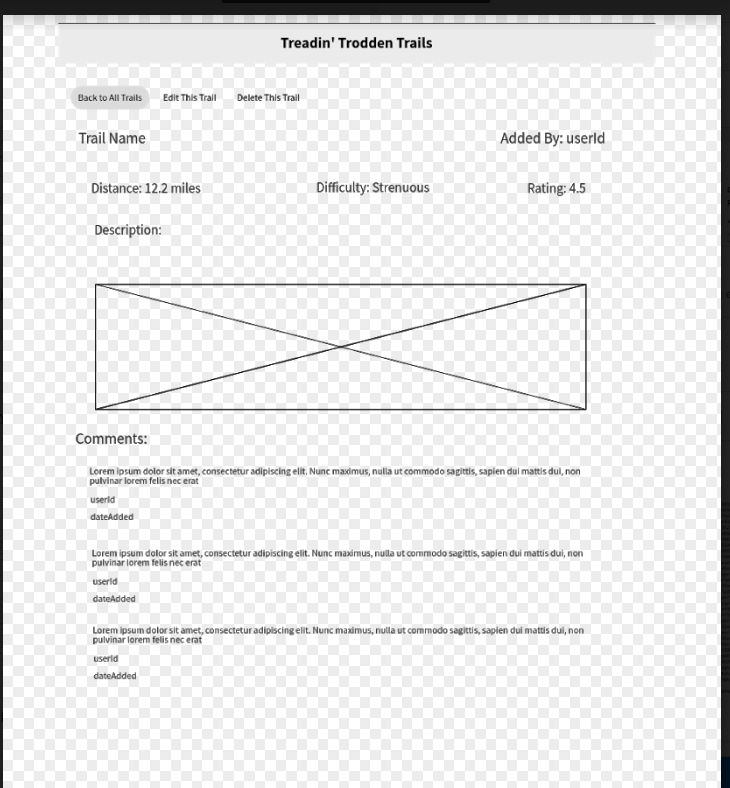 Treadin' Trodden Trails
Back to All Trails Edit This Trail Delete This Trail
Trail Name Added By: userId
Distance: 12.2 miles Difficulty: Strenuous Rating: 4.5
Description:
Comments:
Lorem ipsum dolor sit amet, consectetur adipiscing elit. Nunc maximus, nulla ut commodo sagittis, sapien dui mattis dui, non
pulvinar lorem felis nec erat
userId
dateAdded
Lorem ipsum dolor sit amet, consectetur adipiscing elit. Nunc maximus, nulla ut commodo sagittis, sapien dui mattis dui, non
pulvinar lorem felis nec erat
userId
dateAdded
Lorem ipsum dolor sit amet, consectetur adipiscing elit. Nunc maximus, nulla ut commodo sagittis, sapien dui mattis dui, non
pulvinar lorem felis nec erat
userId
dateAdded